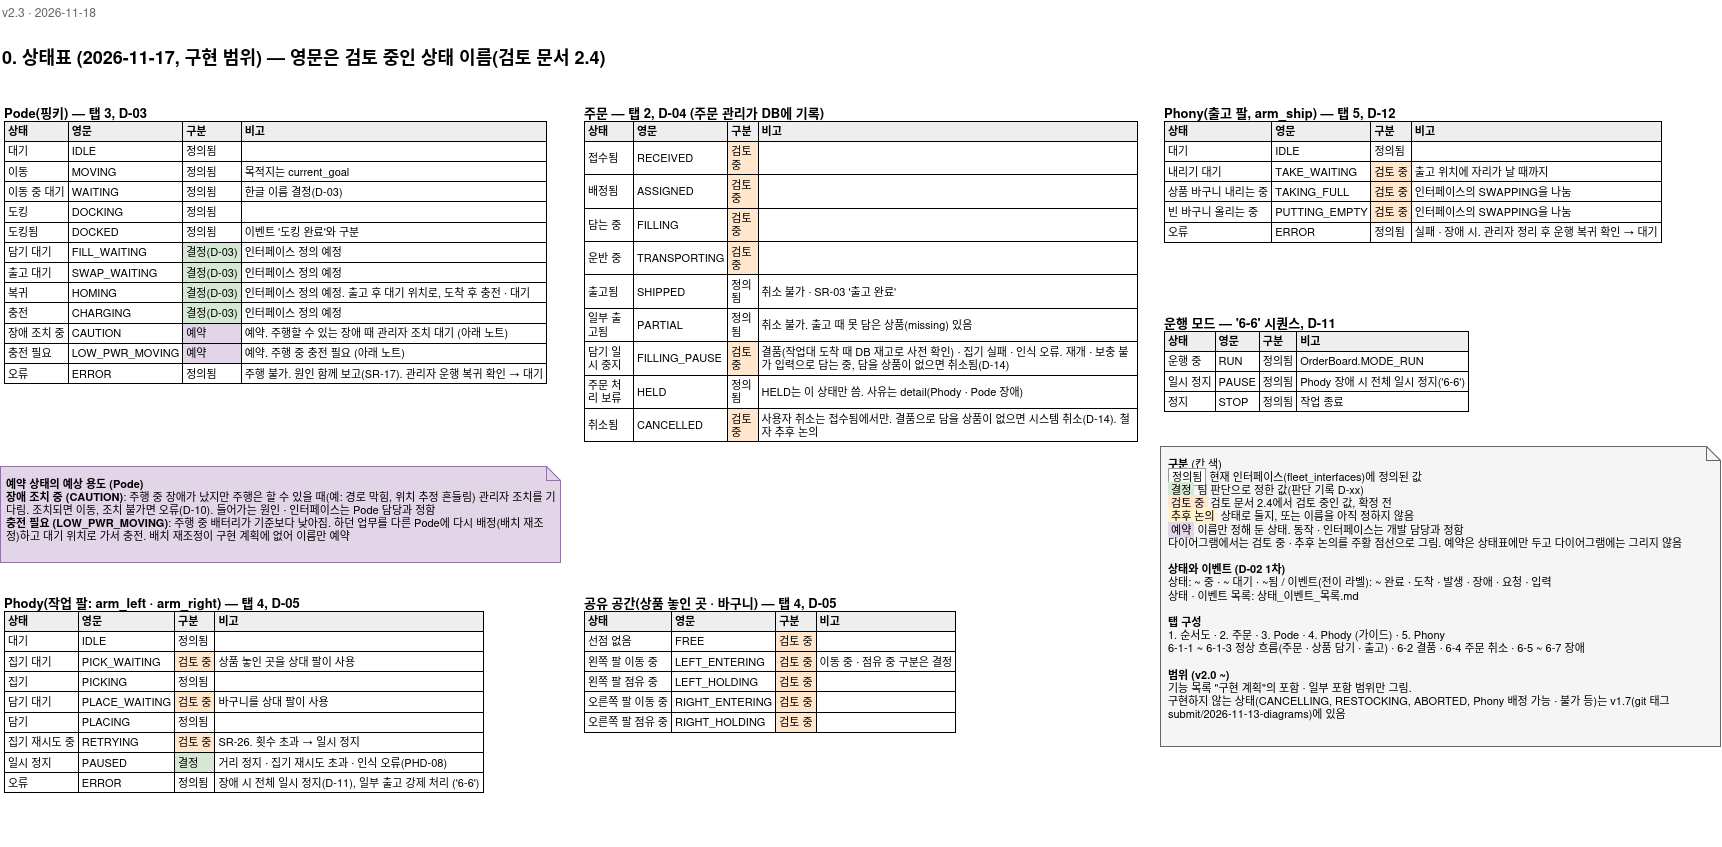 v2.3 · 2026-11-18
0. 상태표 (2026-11-17, 구현 범위) — 영문은 검토 중인 상태 이름(검토 문서 2.4)
Pode(핑키) — 탭 3, D-03
상태 영문 구분 비고
대기 IDLE 정의됨
이동 MOVING 정의됨 목적지는 current_goal
이동 중 대기 WAITING 정의됨 한글 이름 결정(D-03)
도킹 DOCKING 정의됨
도킹됨 DOCKED 정의됨 이벤트 '도킹 완료'와 구분
담기 대기 FILL_WAITING 결정(D-03) 인터페이스 정의 예정
출고 대기 SWAP_WAITING 결정(D-03) 인터페이스 정의 예정
복귀 HOMING 결정(D-03) 인터페이스 정의 예정. 출고 후 대기 위치로, 도착 후 충전 · 대기
충전 CHARGING 결정(D-03) 인터페이스 정의 예정
장애 조치 중 CAUTION 예약 예약. 주행할 수 있는 장애 때 관리자 조치 대기 (아래 노트)
충전 필요 LOW_PWR_MOVING 예약 예약. 주행 중 충전 필요 (아래 노트)
오류 ERROR 정의됨 주행 불가. 원인 함께 보고(SR-17). 관리자 운행 복귀 확인 → 대기
예약 상태의 예상 용도 (Pode)
장애 조치 중 (CAUTION): 주행 중 장애가 났지만 주행은 할 수 있을 때(예: 경로 막힘, 위치 추정 흔들림) 관리자 조치를 기
다림. 조치되면 이동, 조치 불가면 오류(D-10). 들어가는 원인 · 인터페이스는 Pode 담당과 정함
충전 필요 (LOW_PWR_MOVING): 주행 중 배터리가 기준보다 낮아짐. 하던 업무를 다른 Pode에 다시 배정(배치 재조
정)하고 대기 위치로 가서 충전. 배치 재조정이 구현 계획에 없어 이름만 예약
Phody(작업 팔: arm_left · arm_right) — 탭 4, D-05
상태 영문 구분 비고
대기 IDLE 정의됨
집기 대기 PICK_WAITING 검토 중 상품 놓인 곳을 상대 팔이 사용
집기 PICKING 정의됨
담기 대기 PLACE_WAITING 검토 중 바구니를 상대 팔이 사용
담기 PLACING 정의됨
집기 재시도 중 RETRYING 검토 중 SR-26. 횟수 초과 → 일시 정지
일시 정지 PAUSED 결정 거리 정지 · 집기 재시도 초과 · 인식 오류(PHD-08)
오류 ERROR 정의됨 장애 시 전체 일시 정지(D-11), 일부 출고 강제 처리 ('6-6')
주문 — 탭 2, D-04 (주문 관리가 DB에 기록)
상태 영문 구분 비고
접수됨 RECEIVED 검토
중
배정됨 ASSIGNED 검토
중
담는 중 FILLING 검토
중
운반 중 TRANSPORTING 검토
중
출고됨 SHIPPED 정의
됨 취소 불가 · SR-03 '출고 완료'
일부 출
고됨 PARTIAL 정의
됨 취소 불가. 출고 때 못 담은 상품(missing) 있음
담기 일
시 중지 FILLING_PAUSE 검토
중 결품(작업대 도착 때 DB 재고로 사전 확인) · 집기 실패 · 인식 오류. 재개 · 보충 불
가 입력으로 담는 중, 담을 상품이 없으면 취소됨(D-14)
주문 처
리 보류 HELD 정의
됨 HELD는 이 상태만 씀. 사유는 detail(Phody · Pode 장애)
취소됨 CANCELLED 검토
중 사용자 취소는 접수됨에서만. 결품으로 담을 상품이 없으면 시스템 취소(D-14). 철
자 추후 논의
공유 공간(상품 놓인 곳 · 바구니) — 탭 4, D-05
상태 영문 구분 비고
선점 없음 FREE 검토 중
왼쪽 팔 이동 중 LEFT_ENTERING 검토 중 이동 중 · 점유 중 구분은 결정
왼쪽 팔 점유 중 LEFT_HOLDING 검토 중
오른쪽 팔 이동 중 RIGHT_ENTERING 검토 중
오른쪽 팔 점유 중 RIGHT_HOLDING 검토 중
Phony(출고 팔, arm_ship) — 탭 5, D-12
상태 영문 구분 비고
대기 IDLE 정의됨
내리기 대기 TAKE_WAITING 검토 중 출고 위치에 자리가 날 때까지
상품 바구니 내리는 중 TAKING_FULL 검토 중 인터페이스의 SWAPPING을 나눔
빈 바구니 올리는 중 PUTTING_EMPTY 검토 중 인터페이스의 SWAPPING을 나눔
오류 ERROR 정의됨 실패 · 장애 시. 관리자 정리 후 운행 복귀 확인 → 대기
운행 모드 — '6-6' 시퀀스, D-11
상태 영문 구분 비고
운행 중 RUN 정의됨 OrderBoard.MODE_RUN
일시 정지 PAUSE 정의됨 Phody 장애 시 전체 일시 정지('6-6')
정지 STOP 정의됨 작업 종료
구분 (칸 색)
정의됨 현재 인터페이스(fleet_interfaces)에 정의된 값
결정 팀 판단으로 정한 값(판단 기록 D-xx)
검토 중 검토 문서 2.4에서 검토 중인 값, 확정 전
추후 논의 상태로 둘지, 또는 이름을 아직 정하지 않음
예약 이름만 정해 둔 상태. 동작 · 인터페이스는 개발 담당과 정함
다이어그램에서는 검토 중 · 추후 논의를 주황 점선으로 그림. 예약은 상태표에만 두고 다이어그램에는 그리지 않음
상태와 이벤트 (D-02 1차)
상태: ~ 중 · ~ 대기 · ~됨 / 이벤트(전이 라벨): ~ 완료 · 도착 · 발생 · 장애 · 요청 · 입력
상태 · 이벤트 목록: 상태_이벤트_목록.md
탭 구성
1. 순서도 · 2. 주문 · 3. Pode · 4. Phody (가이드) · 5. Phony
6-1-1 ~ 6-1-3 정상 흐름(주문 · 상품 담기 · 출고) · 6-2 결품 · 6-4 주문 취소 · 6-5 ~ 6-7 장애
범위 (v2.0 ~)
기능 목록 "구현 계획"의 포함 · 일부 포함 범위만 그림.
구현하지 않는 상태(CANCELLING, RESTOCKING, ABORTED, Phony 배정 가능 · 불가 등)는 v1.7(git 태그
submit/2026-11-13-diagrams)에 있음